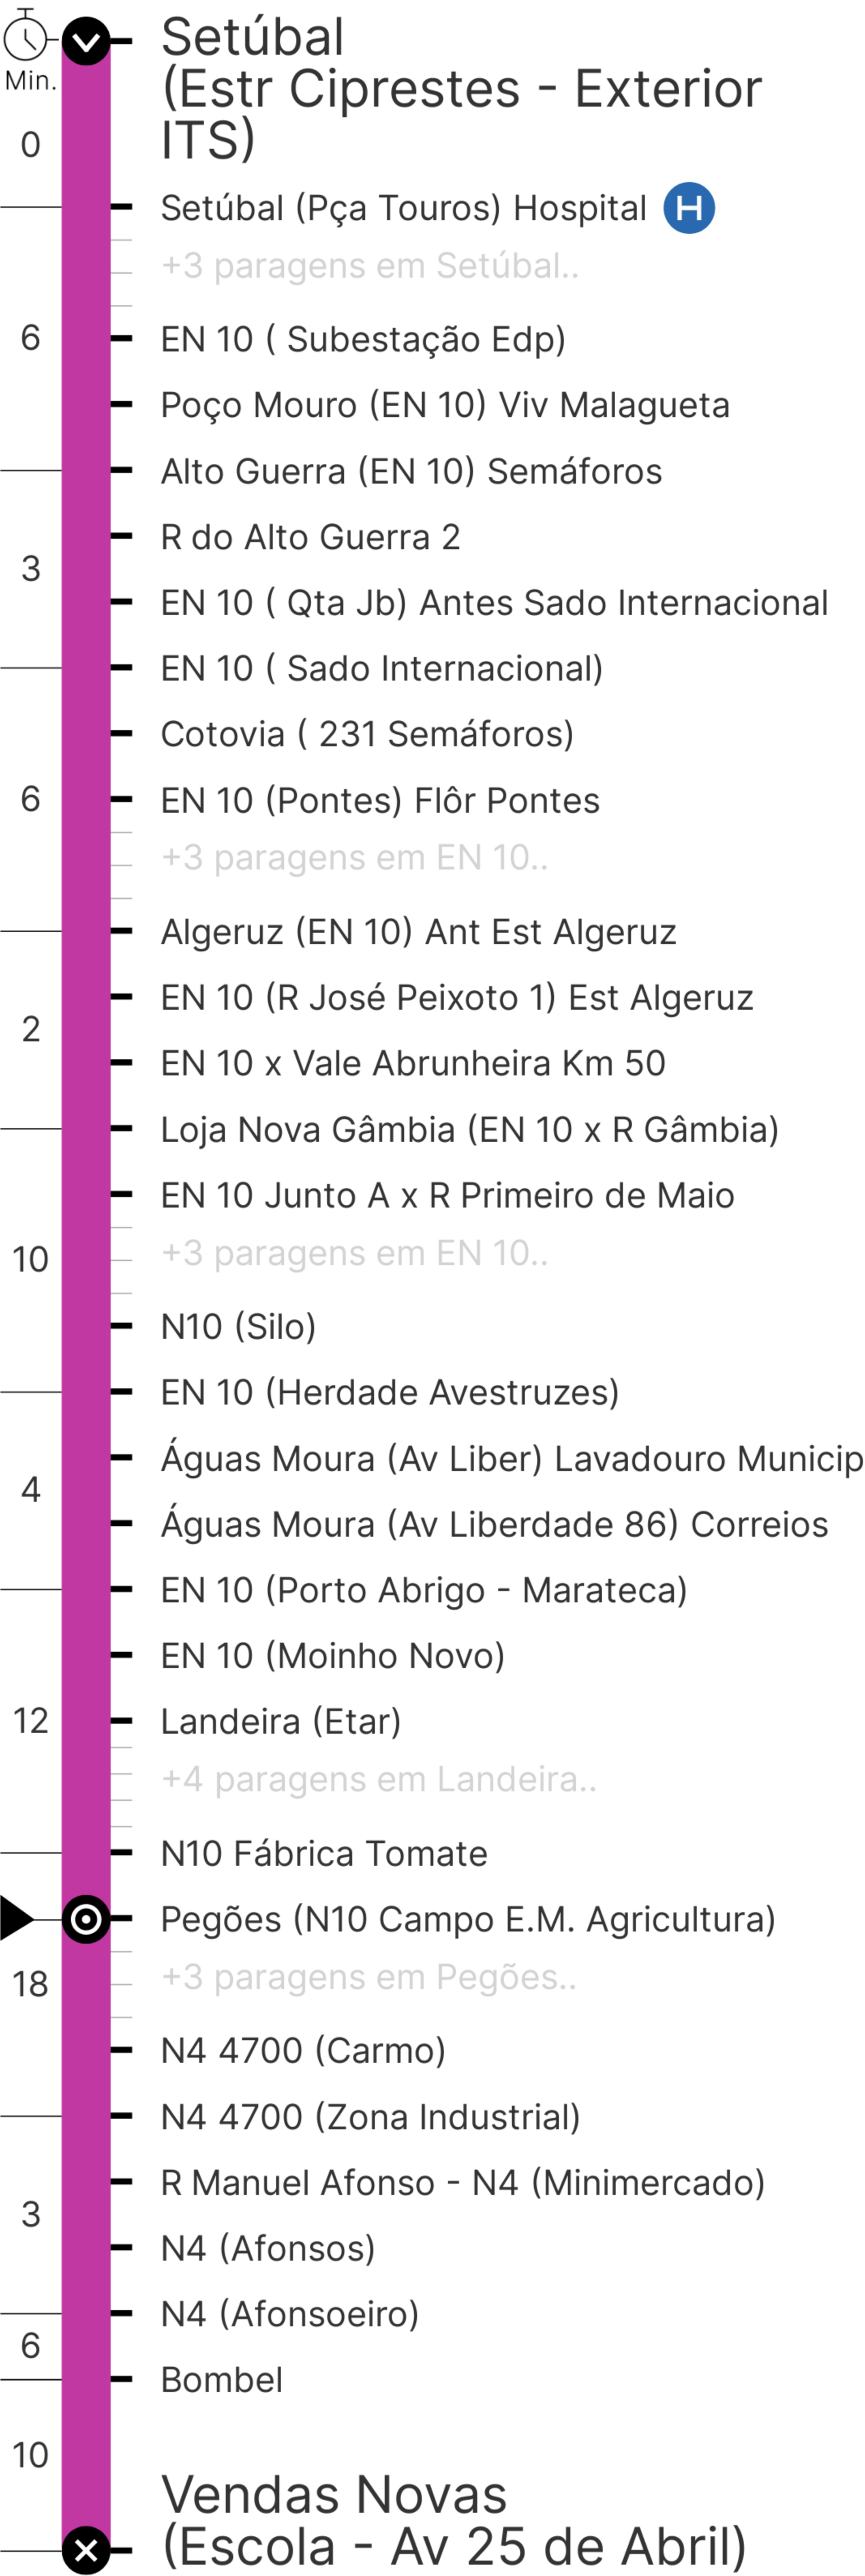 Setúbal
(Estr Ciprestes - Exterior
ITS)
Min.
0
Setúbal (Pça Touros) Hospital H
+3 paragens em Setúbal..
6
EN 10 ( Subestação Edp)
Poço Mouro (EN 10) Viv Malagueta
Alto Guerra (EN 10) Semáforos
R do Alto Guerra 2
3
EN 10 ( Qta Jb) Antes Sado Internacional
EN 10 ( Sado Internacional)
Cotovia ( 231 Semáforos)
6
EN 10 (Pontes) Flôr Pontes
+3 paragens em EN 10..
Algeruz (EN 10) Ant Est Algeruz
EN 10 (R José Peixoto 1) Est Algeruz
2
EN 10 x Vale Abrunheira Km 50
Loja Nova Gâmbia (EN 10 x R Gâmbia)
EN 10 Junto A x R Primeiro de Maio
+3 paragens em EN 10..
10
N10 (Silo)
EN 10 (Herdade Avestruzes)
Águas Moura (Av Liber) Lavadouro Municip
4
Águas Moura (Av Liberdade 86) Correios
EN 10 (Porto Abrigo - Marateca)
EN 10 (Moinho Novo)
12
Landeira (Etar)
+4 paragens em Landeira..
N10 Fábrica Tomate
Pegões (N10 Campo E.M. Agricultura)
+3 paragens em Pegões..
18
N4 4700 (Carmo)
N4 4700 (Zona Industrial)
R Manuel Afonso - N4 (Minimercado)
3
N4 (Afonsos)
N4 (Afonsoeiro)
6
Bombel
10
Vendas Novas
(Escola - Av 25 de Abril)